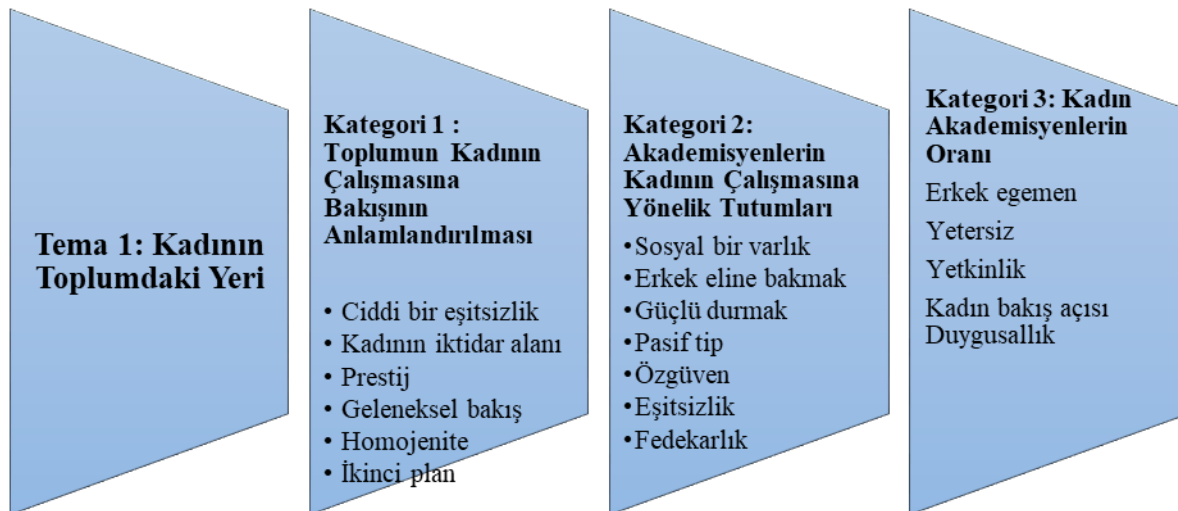 Tema 1: Kadının
Toplumdaki Yeri
Kategori 1 :
Toplumun Kadının
Çalışmasına
Bakışının
Anlamlandırılması
• Ciddi bir eşitsizlik
• Kadının iktidar alanı
• Prestij
• Geleneksel bakış
• Homojenite
• İkinci plan
Kategori 2:
Akademisyenlerin
Kadının Çalışmasına
Yönelik Tutumları
•Sosyal bir varlık
•Erkek eline bakmak
•Güçlü durmak
•Pasif tip
•Özgüven
•Eşitsizlik
•Fedekarlık
Kategori 3: Kadın
Akademisyenlerin
Oranı
Erkek egemen
Yetersiz
Yetkinlik
Kadın bakış açısı
Duygusallık